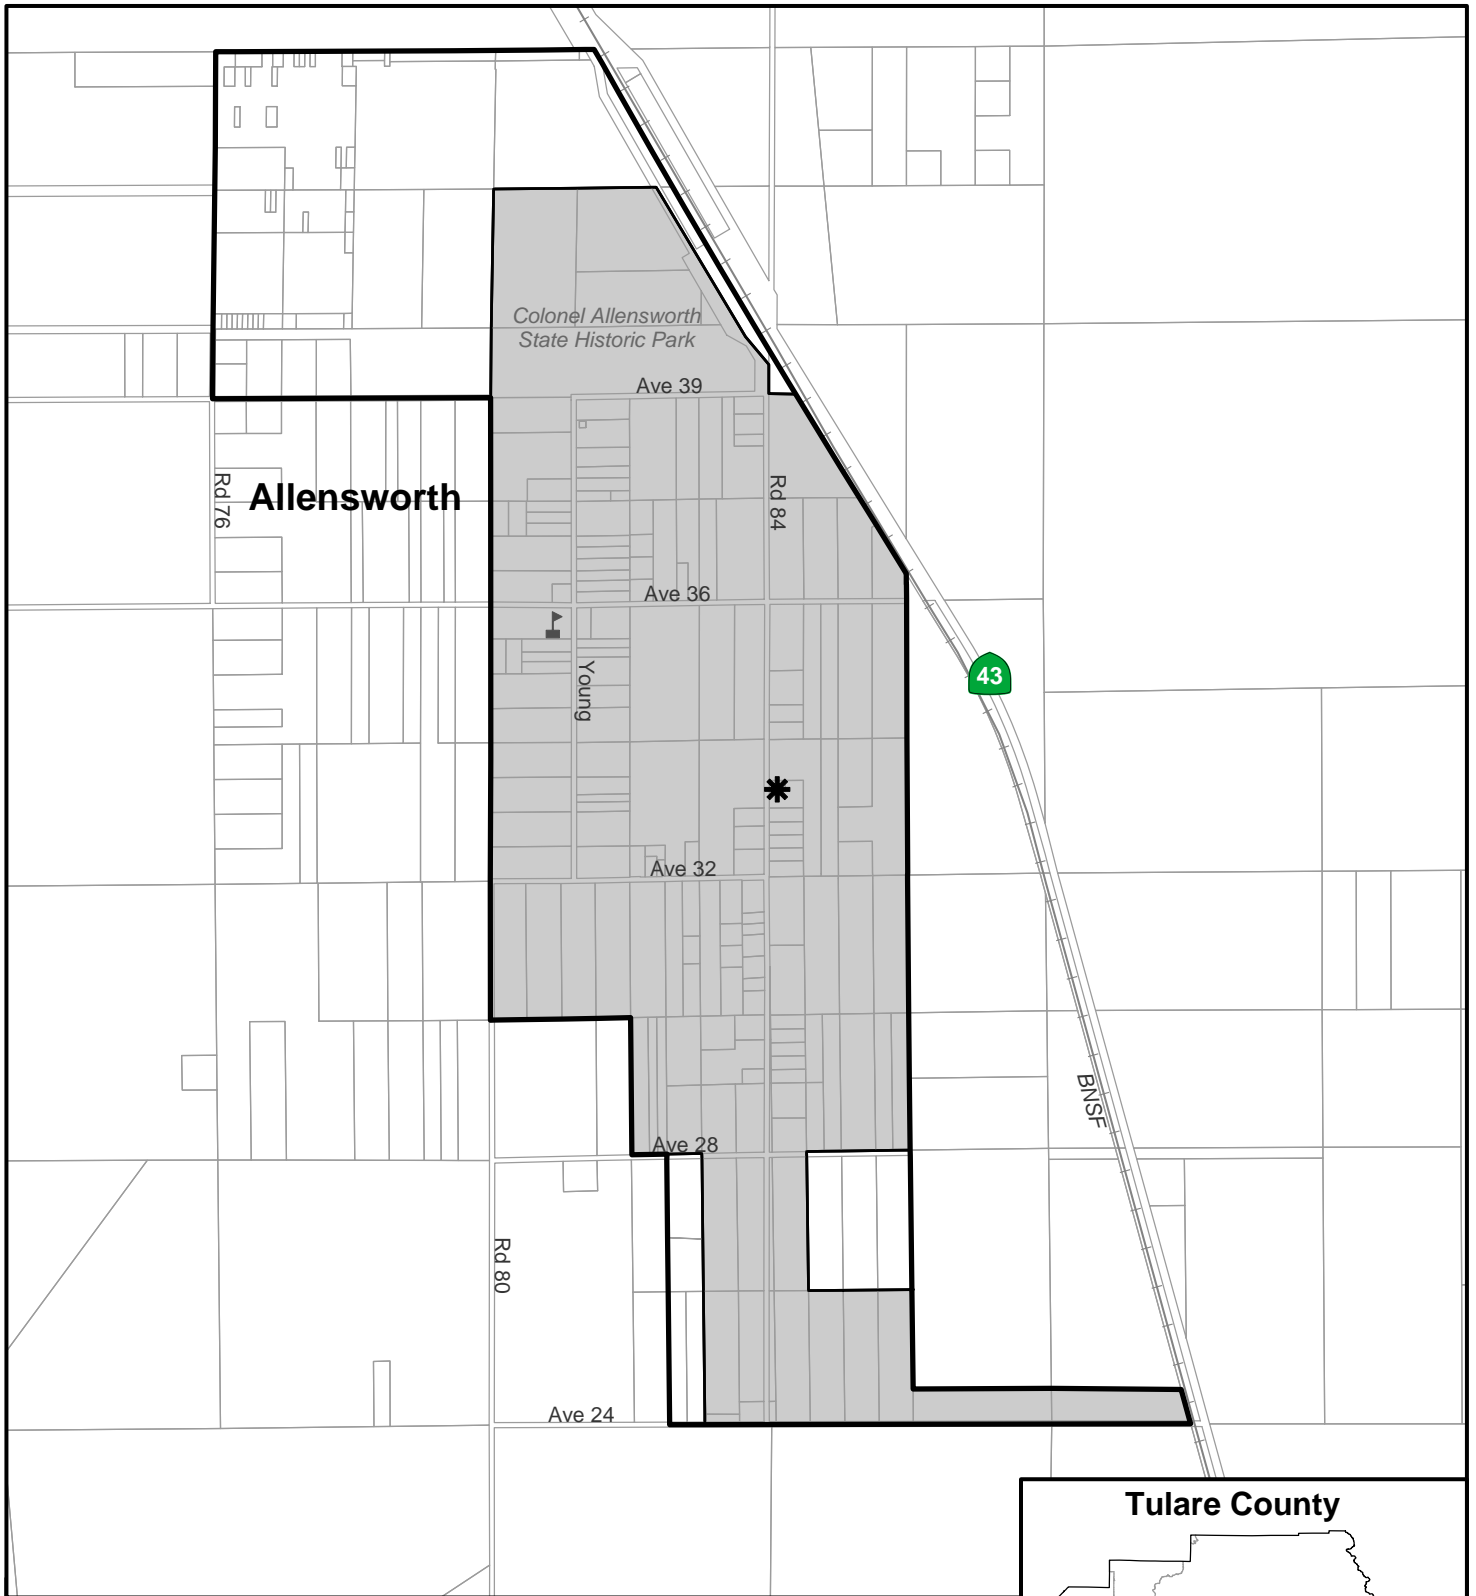 Colonel Allensworth
State Historic Park
Ave 39
Rd 76
Allensworth
Rd 84
Ave 36
Young
43
Ave 32
BNSF
Ave 28
Rd 80
Ave 24
Tulare County